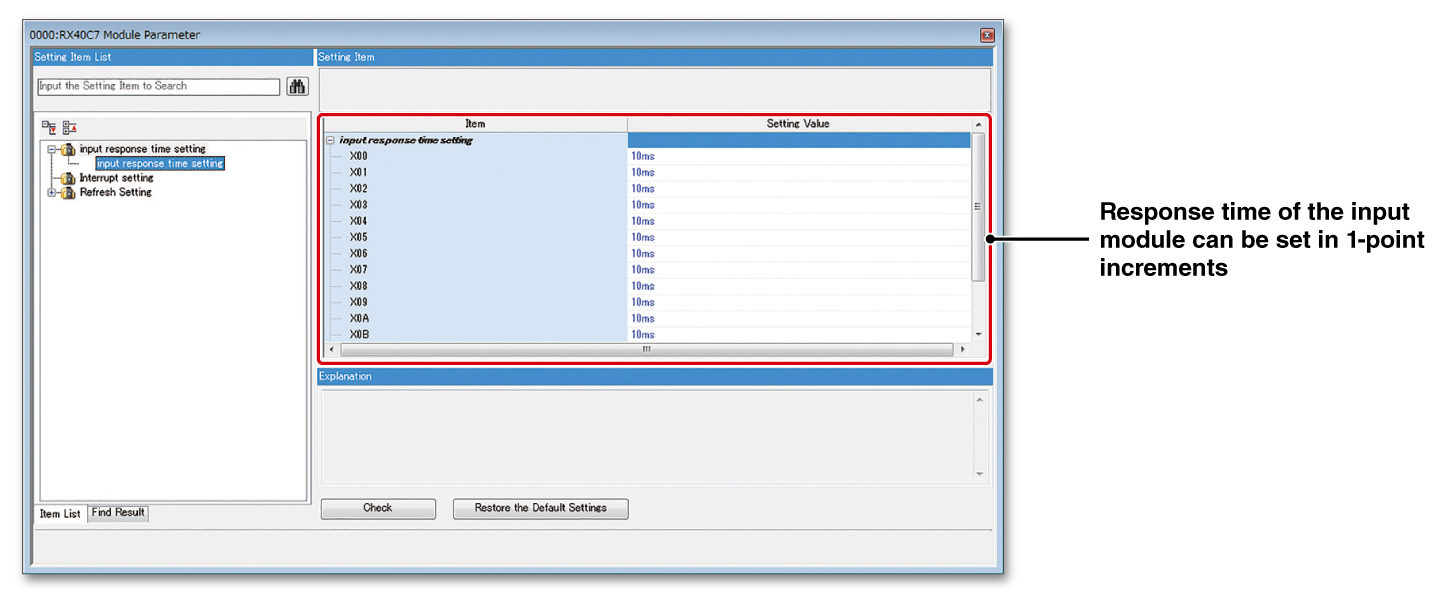 0000:RX40C7 Module Parameter
Setting Item List
Input the Setting Item to Search
input response time setting
input response time setting
Interrupt setting
Refresh Setting
Item List
Find Result
Setting Item
Item Setting Value
input response time setting
X00 10ms
X01 10ms
X02 10ms
X03 10ms
X04 10ms
X05 10ms
X06 10ms
X07 10ms
X08 10ms
X09 10ms
X0A 10ms
X0B 10ms
Explanation
Check
Restore the Default Settings
Response time of the input
module can be set in 1-point
increments